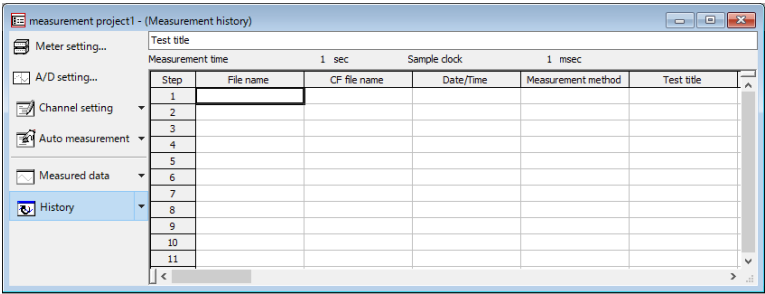 measurement project1 - (Measurement history)
Meter setting...
A/D setting...
Channel setting
Auto measurement
Measured data
History
Test title
Measurement time 1 sec Sample clock 1 msec
Step File name CF file name Date/Time Measurement method Test title
1
2
3
4
5
6
7
8
9
10
11